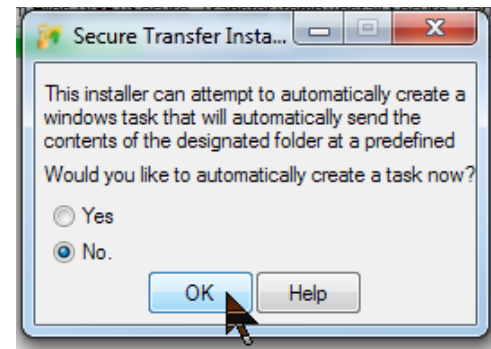 Secure Transfer Insta...
This installer can attempt to automatically create a
windows task that will automatically send the
contents of the designated folder at a predefined
Would you like to automatically create a task now?
Yes
No.
OK
Help